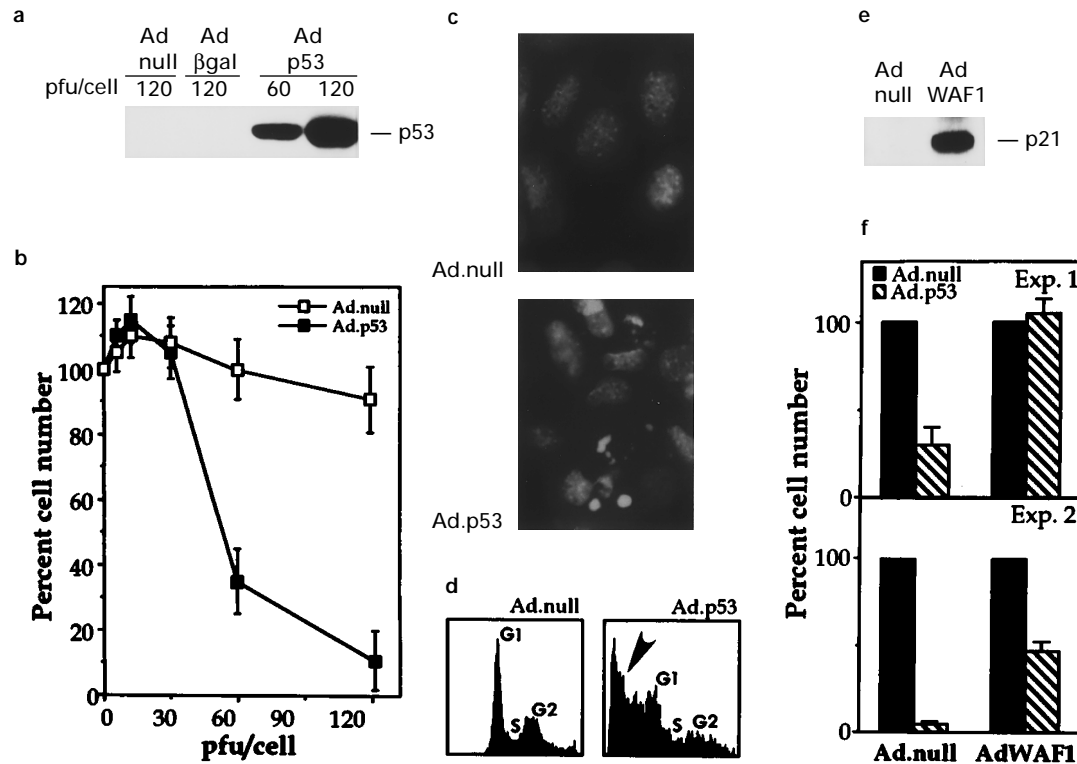 a
Ad null
Ad βgal
Ad p53
pfu/cell 120 120 60 120
— p53
b
120
100
80
60
40
20
0
Percent cell number
Ad.null
Ad.p53
0 30 60 90 120
pfu/cell
c
Ad.null
Ad.p53
d
Ad.null
G1
S
G2
Ad.p53
G1
S
G2
e
Ad null
Ad WAF1
— p21
f
Ad.null
Ad.p53
Exp. 1
100
0
Exp. 2
100
0
Percent cell number
Ad.null AdWAF1